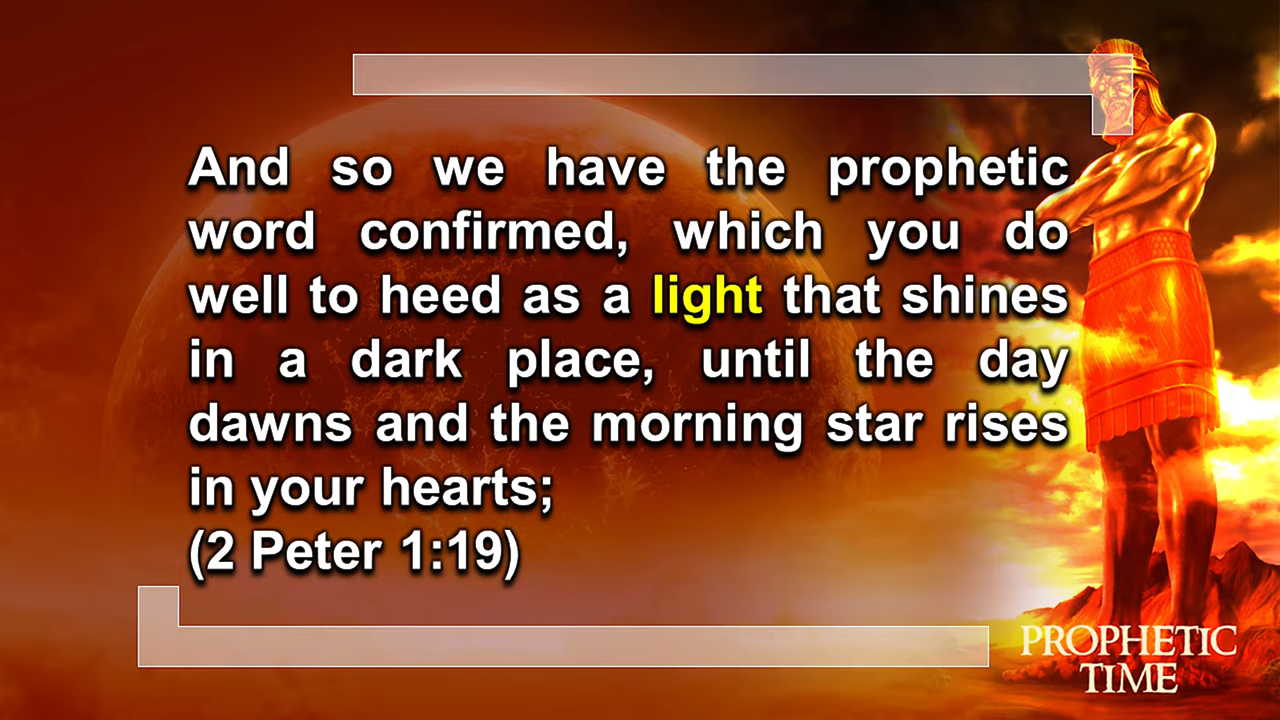 And so we have the prophetic
word confirmed, which you do
well to heed as a light that shines
in a dark place, until the day
dawns and the morning star rises
in your hearts;
(2 Peter 1:19)
PROPHETIC
TIME